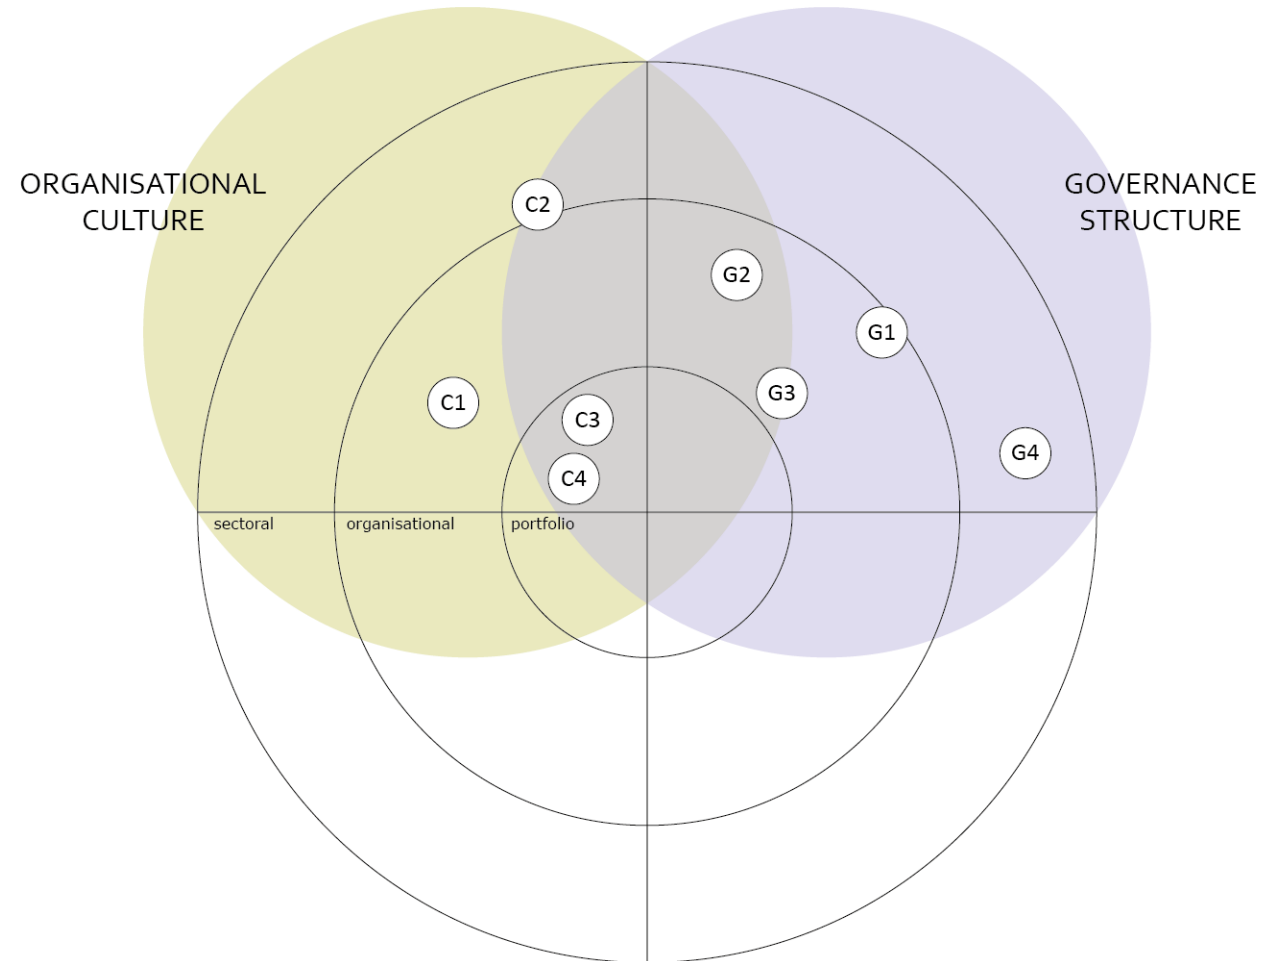 ORGANISATIONAL
CULTURE
GOVERNANCE
STRUCTURE
C2
G2
G1
G3
C1
C3
G4
C4
sectoral
organisational
portfolio